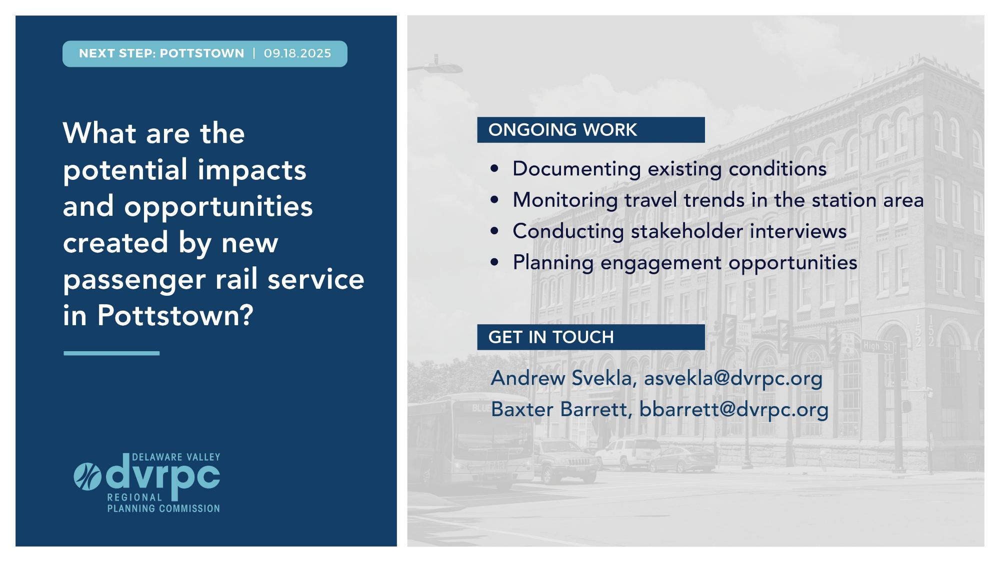 NEXT STEP: POTTSTOWN | 09.18.2025
What are the
potential impacts
and opportunities
created by new
passenger rail service
in Pottstown?
DELAWARE VALLEY
dvrpc
REGIONAL
PLANNING COMMISSION
ONGOING WORK
• Documenting existing conditions
• Monitoring travel trends in the station area
• Conducting stakeholder interviews
• Planning engagement opportunities
GET IN TOUCH
Andrew Svekla, asvekla@dvrpc.org
Baxter Barrett, bbarrett@dvrpc.org
LEFT
TURN
SIGNAL
High St
152
152
BLUE
PART